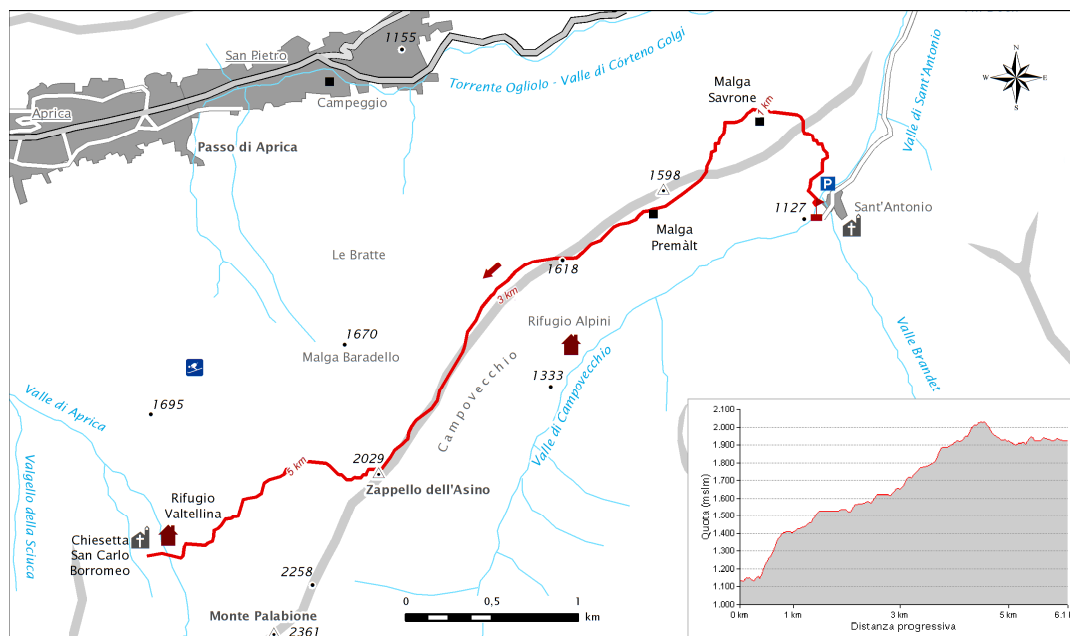 1155
San Pietro
Torrente Ogliolo - Valle di Córteno Golgi
N
W
E
S
Campeggio
Aprica
Passo di Aprica
Malga
Savrone
1 km
Valle di Sant'Antonio
P
1598
1127
Sant'Antonio
Malga
Premàlt
Le Bratte
1618
3 km
Rifugio Alpini
1670
Malga Baradello
Campovecchio
1333
Valle di Campovecchio
Valle Brandet
Valle di Aprica
1695
Valgello della Sciuca
2029
5 km
Zappello dell'Asino
Rifugio
Valtellina
Chiesetta
San Carlo
Borromeo
2258
Monte Palabione
2361
0
0,5
1
km
2.100
2.000
1.900
1.800
1.700
1.600
1.500
1.400
1.300
1.200
1.100
1.000
Quota (m slm)
0 km
1 km
3 km
5 km
6.1
Distanza progressiva